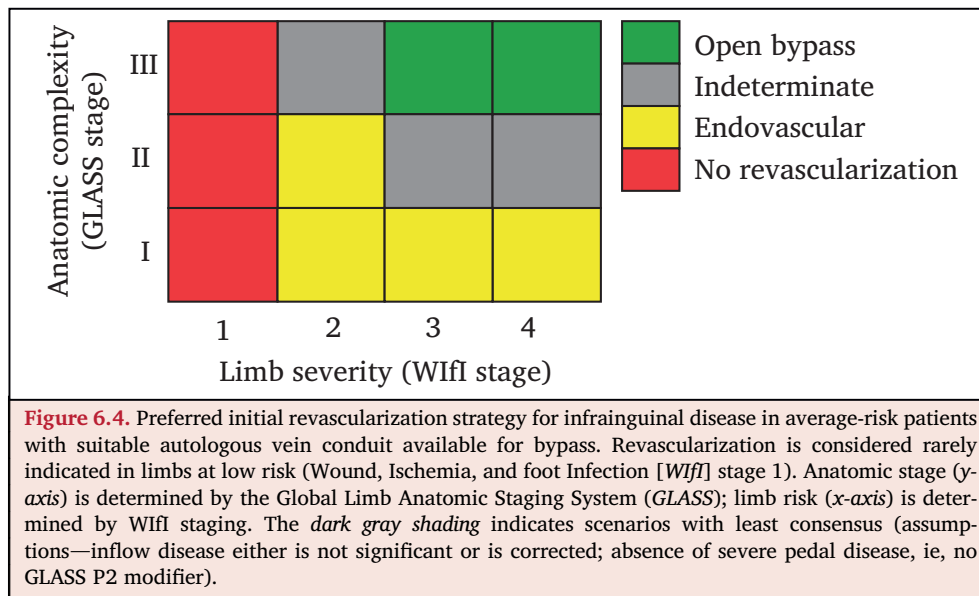 Anatomic complexity
(GLASS stage)
III
II
I
1 2 3 4
Limb severity (WIfI stage)
Open bypass
Indeterminate
Endovascular
No revascularization
Figure 6.4. Preferred initial revascularization strategy for infrainguinal disease in average-risk patients
with suitable autologous vein conduit available for bypass. Revascularization is considered rarely
indicated in limbs at low risk (Wound, Ischemia, and foot Infection [WIfI] stage 1). Anatomic stage (y-
axis) is determined by the Global Limb Anatomic Staging System (GLASS); limb risk (x-axis) is deter-
mined by WIfI staging. The dark gray shading indicates scenarios with least consensus (assump-
tions—inflow disease either is not significant or is corrected; absence of severe pedal disease, ie, no
GLASS P2 modifier).